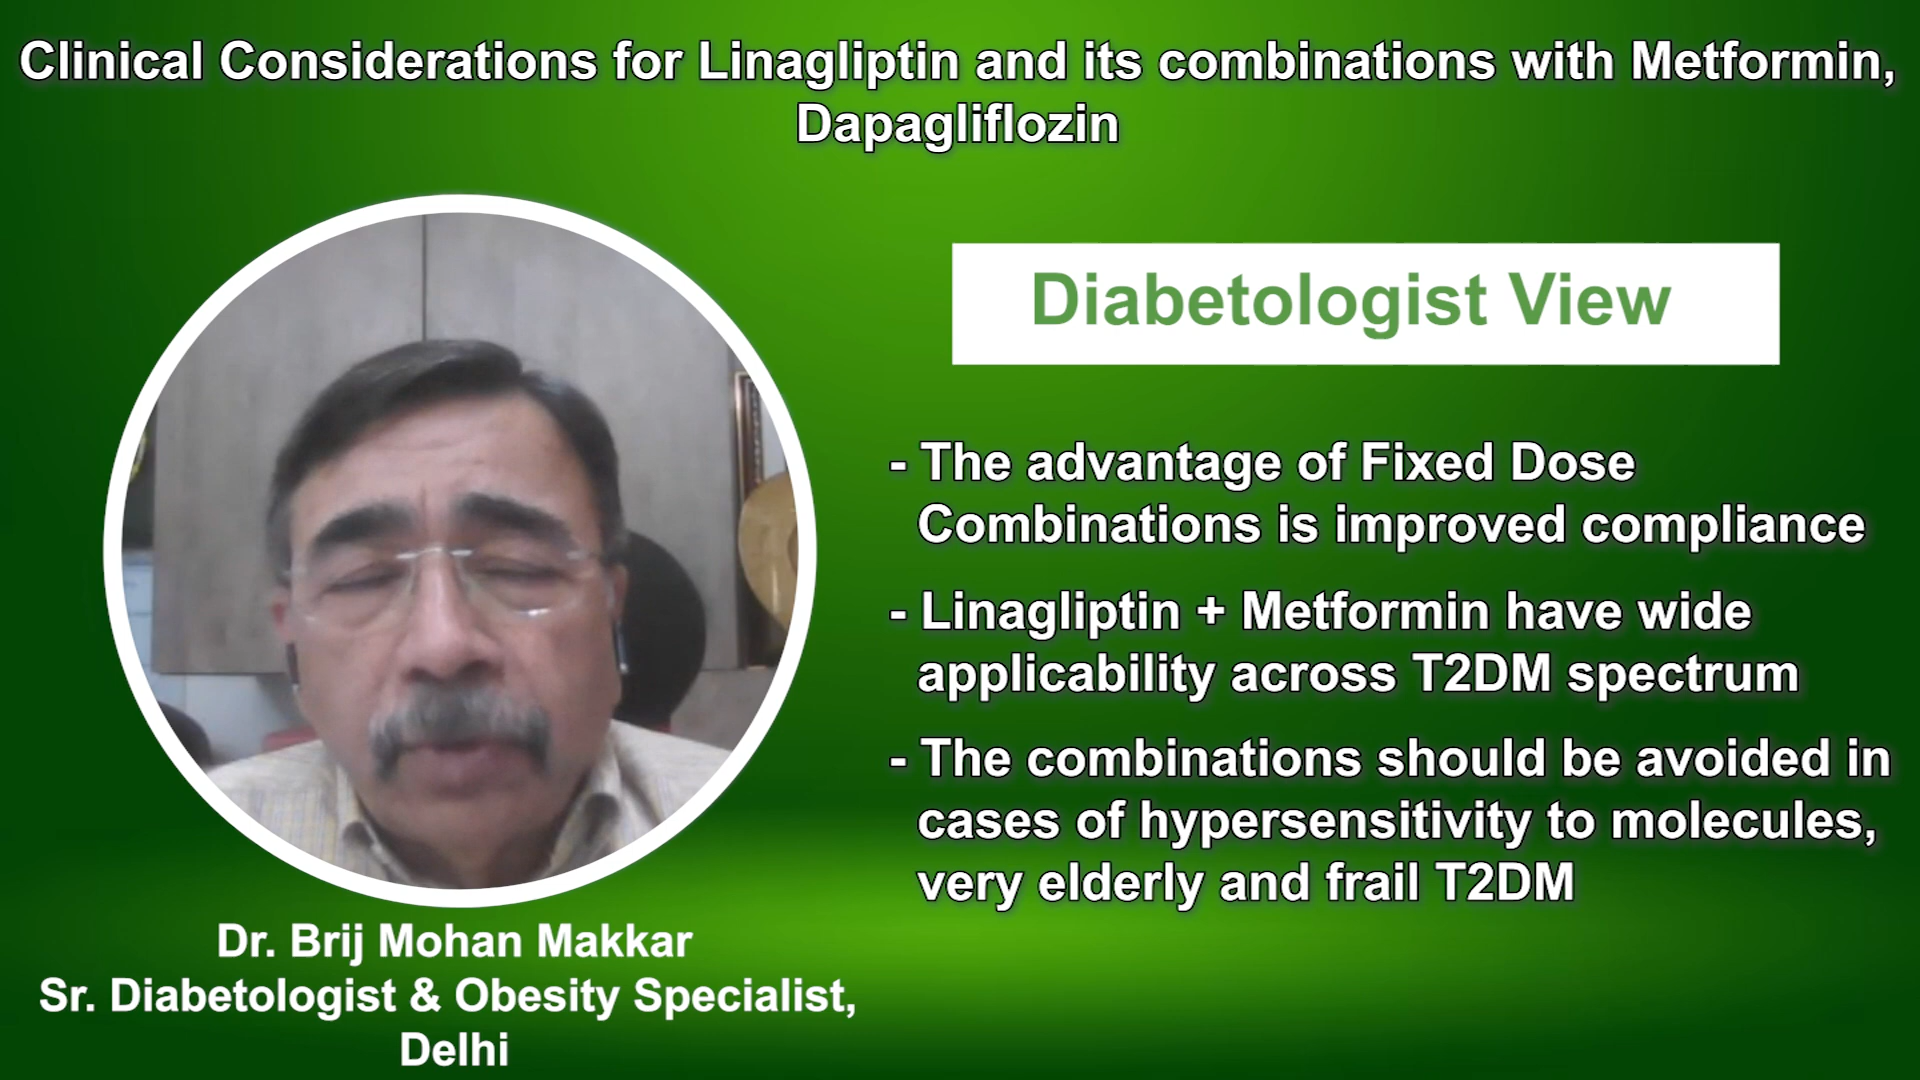 Clinical Considerations for Linagliptin and its combinations with Metformin,
Dapagliflozin
Diabetologist View
- The advantage of Fixed Dose
Combinations is improved compliance
- Linagliptin + Metformin have wide
applicability across T2DM spectrum
- The combinations should be avoided in
cases of hypersensitivity to molecules,
very elderly and frail T2DM
Dr. Brij Mohan Makkar
Sr. Diabetologist & Obesity Specialist,
Delhi